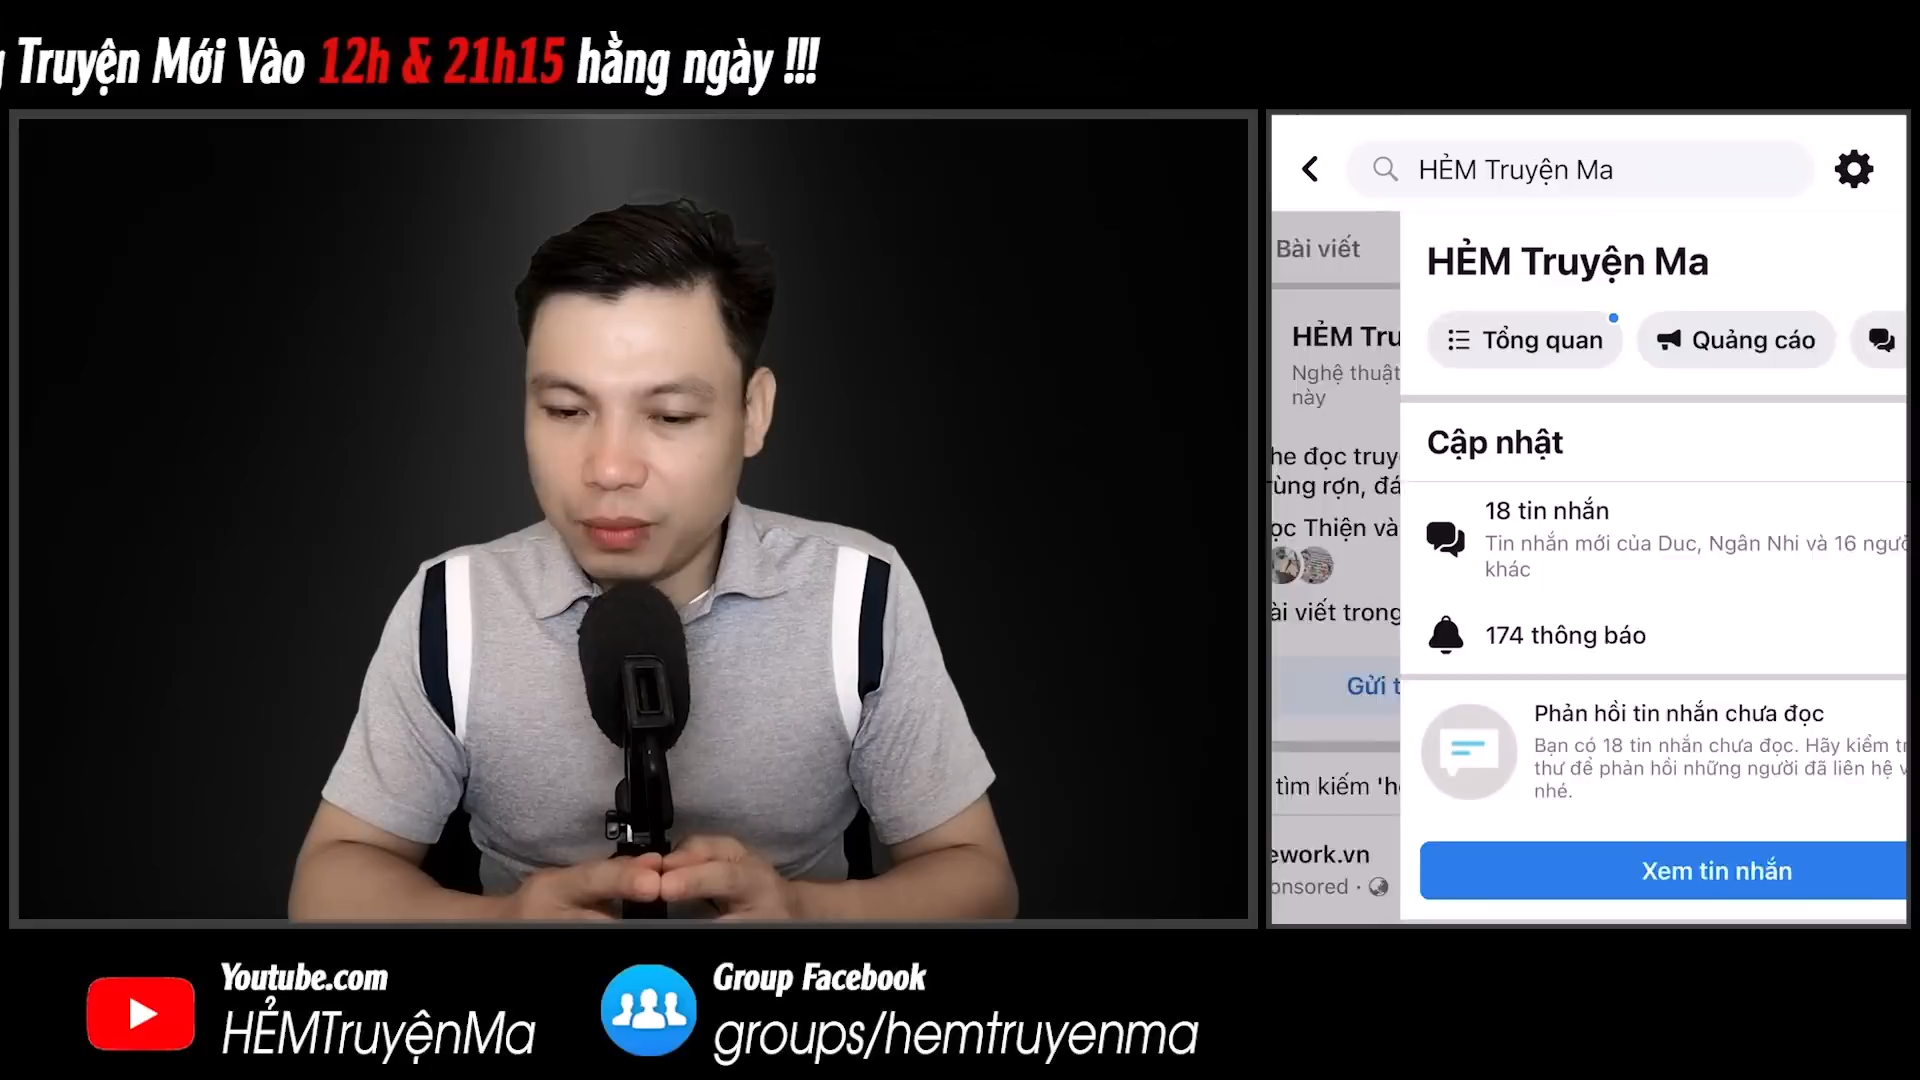 Truyện Mới Vào 12h & 21h15 hằng ngày !!!
HẺM Truyện Ma
Bài viết
HẺM Tru
Nghệ thuật
này
he đọc truy
ùng rợn, đá
ọc Thiện và
ài viết trong
Gửi t
tìm kiếm 'h
ework.vn
onsored ·
HẺM Truyện Ma
Tổng quan
Quảng cáo
Cập nhật
18 tin nhắn
Tin nhắn mới của Duc, Ngân Nhi và 16 ngườ
khác
174 thông báo
Phản hồi tin nhắn chưa đọc
Bạn có 18 tin nhắn chưa đọc. Hãy kiểm tr
thư để phản hồi những người đã liên hệ v
nhé.
Xem tin nhắn
Youtube.com
HẺMTruyệnMa
Group Facebook
groups/hemtruyenma